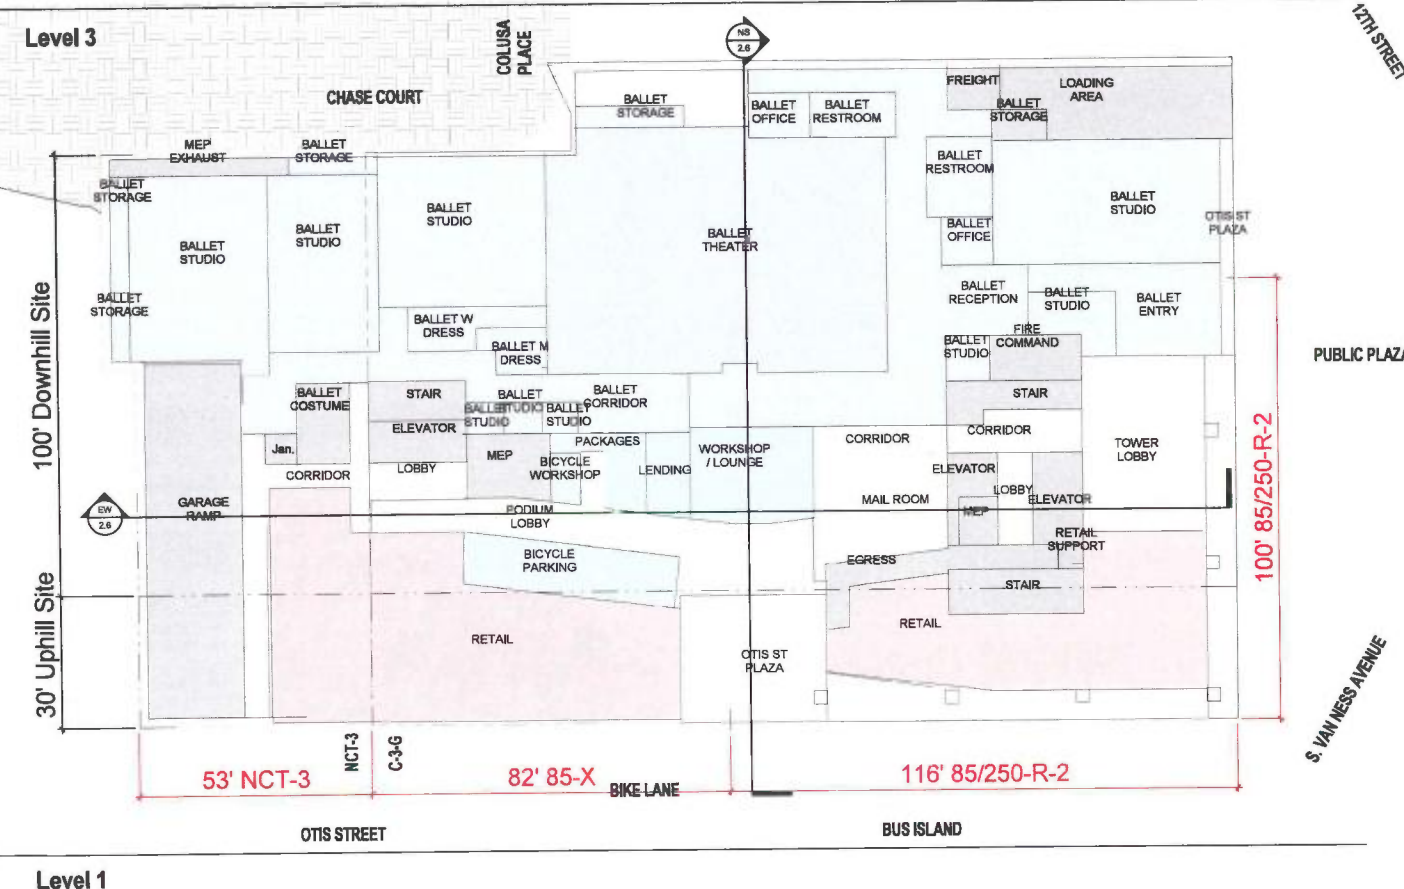 Level 3
COLUSA
PLACE
NS
2.6
12TH STREET
CHASE COURT
BALLET
STORAGE
BALLET
OFFICE
BALLET
RESTROOM
FREIGHT
LOADING
AREA
BALLET
STORAGE
MEP
EXHAUST
BALLET
STORAGE
BALLET
STORAGE
BALLET
STUDIO
BALLET
STUDIO
BALLET
STUDIO
BALLET
THEATER
BALLET
RESTROOM
BALLET
OFFICE
BALLET
STUDIO
OTIS ST
PLAZA
BALLET
STORAGE
BALLET W
DRESS
BALLET M
DRESS
BALLET
RECEPTION
BALLET
STUDIO
BALLET
ENTRY
BALLET
STUDIO
FIRE
COMMAND
PUBLIC PLAZA
100' Downhill Site
BALLET
COSTUME
STAIR
BALLET
STUDIO
BALLET
STUDIO
BALLET
STUDIO
BALLET
CORRIDOR
STAIR
ELEVATOR
CORRIDOR
Jan.
CORRIDOR
LOBBY
MEP
PACKAGES
BICYCLE
WORKSHOP
LENDING
WORKSHOP
/ LOUNGE
CORRIDOR
TOWER
LOBBY
ELEVATOR
LOBBY
ELEVATOR
MAIL ROOM
MEP
GARAGE
RAMP
EW
2.6
PODIUM
LOBBY
RETAIL
SUPPORT
BICYCLE
PARKING
EGRESS
STAIR
100' 85/250-R-2
30' Uphill Site
RETAIL
OTIS ST
PLAZA
RETAIL
S. VAN NESS AVENUE
NCT-3
C-3-G
53' NCT-3
82' 85-X
116' 85/250-R-2
BIKE LANE
OTIS STREET
BUS ISLAND
Level 1